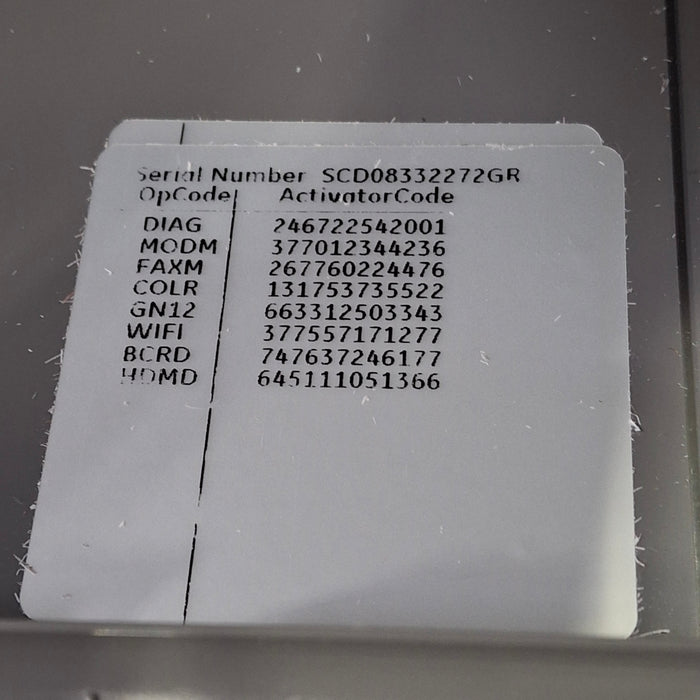 Serial Number SCD08332272GR
OpCode ActivatorCode
DIAG 246722542001
MODM 377012344236
FAXM 267760224476
COLR 131753735522
GN12 663312503343
WIFI 377557171277
BCRD 747637246177
HDMD 645111051366